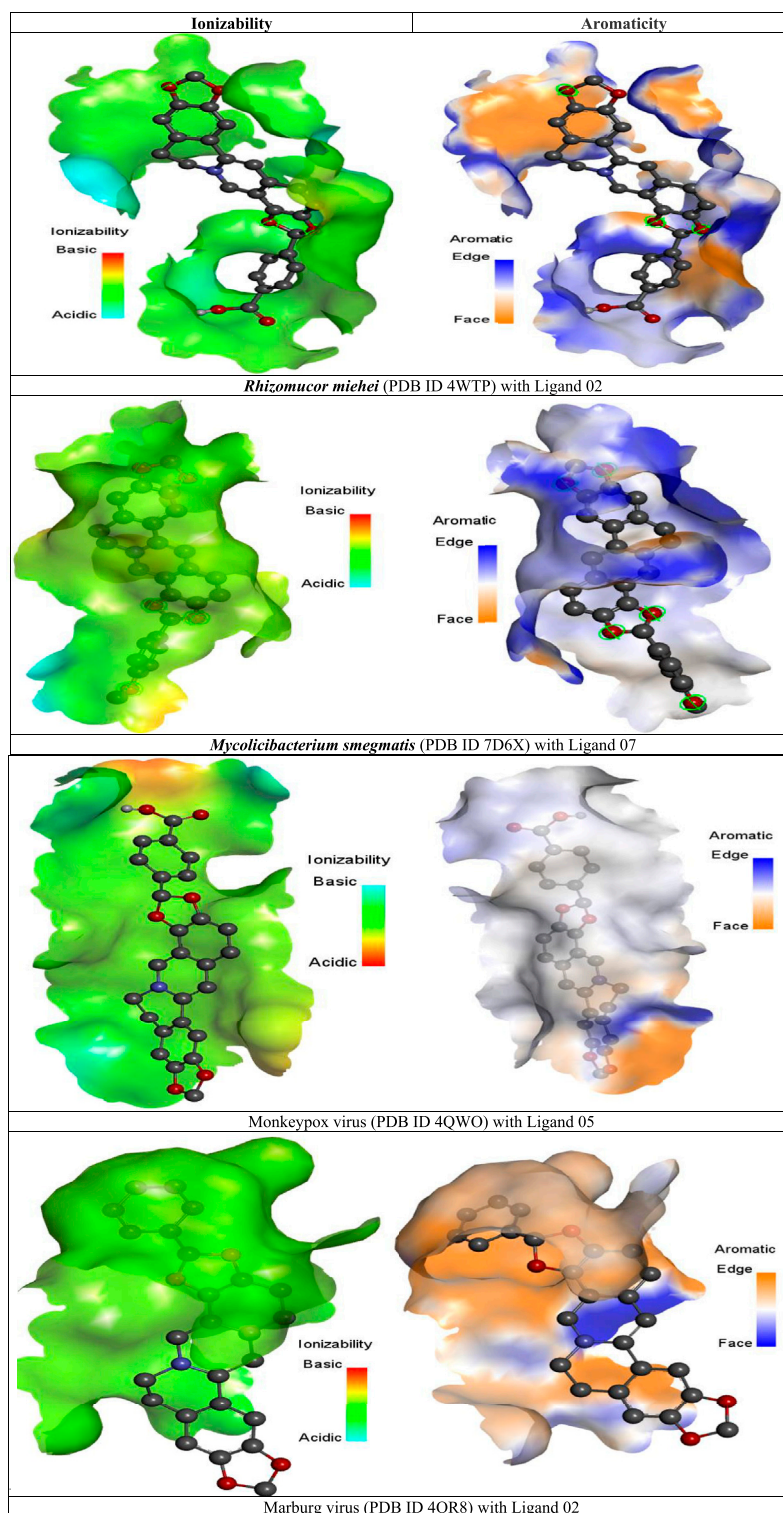 Ionizability Aromaticity
Ionizability
Basic
Acidic
Aromatic
Edge
Face
Rhizomucor miehei (PDB ID 4WTP) with Ligand 02
Ionizability
Basic
Acidic
Aromatic
Edge
Face
Mycolicibacterium smegmatis (PDB ID 7D6X) with Ligand 07
Ionizability
Basic
Acidic
Aromatic
Edge
Face
Monkeypox virus (PDB ID 4QWO) with Ligand 05
Ionizability
Basic
Acidic
Aromatic
Edge
Face
Marburg virus (PDB ID 4OR8) with Ligand 02